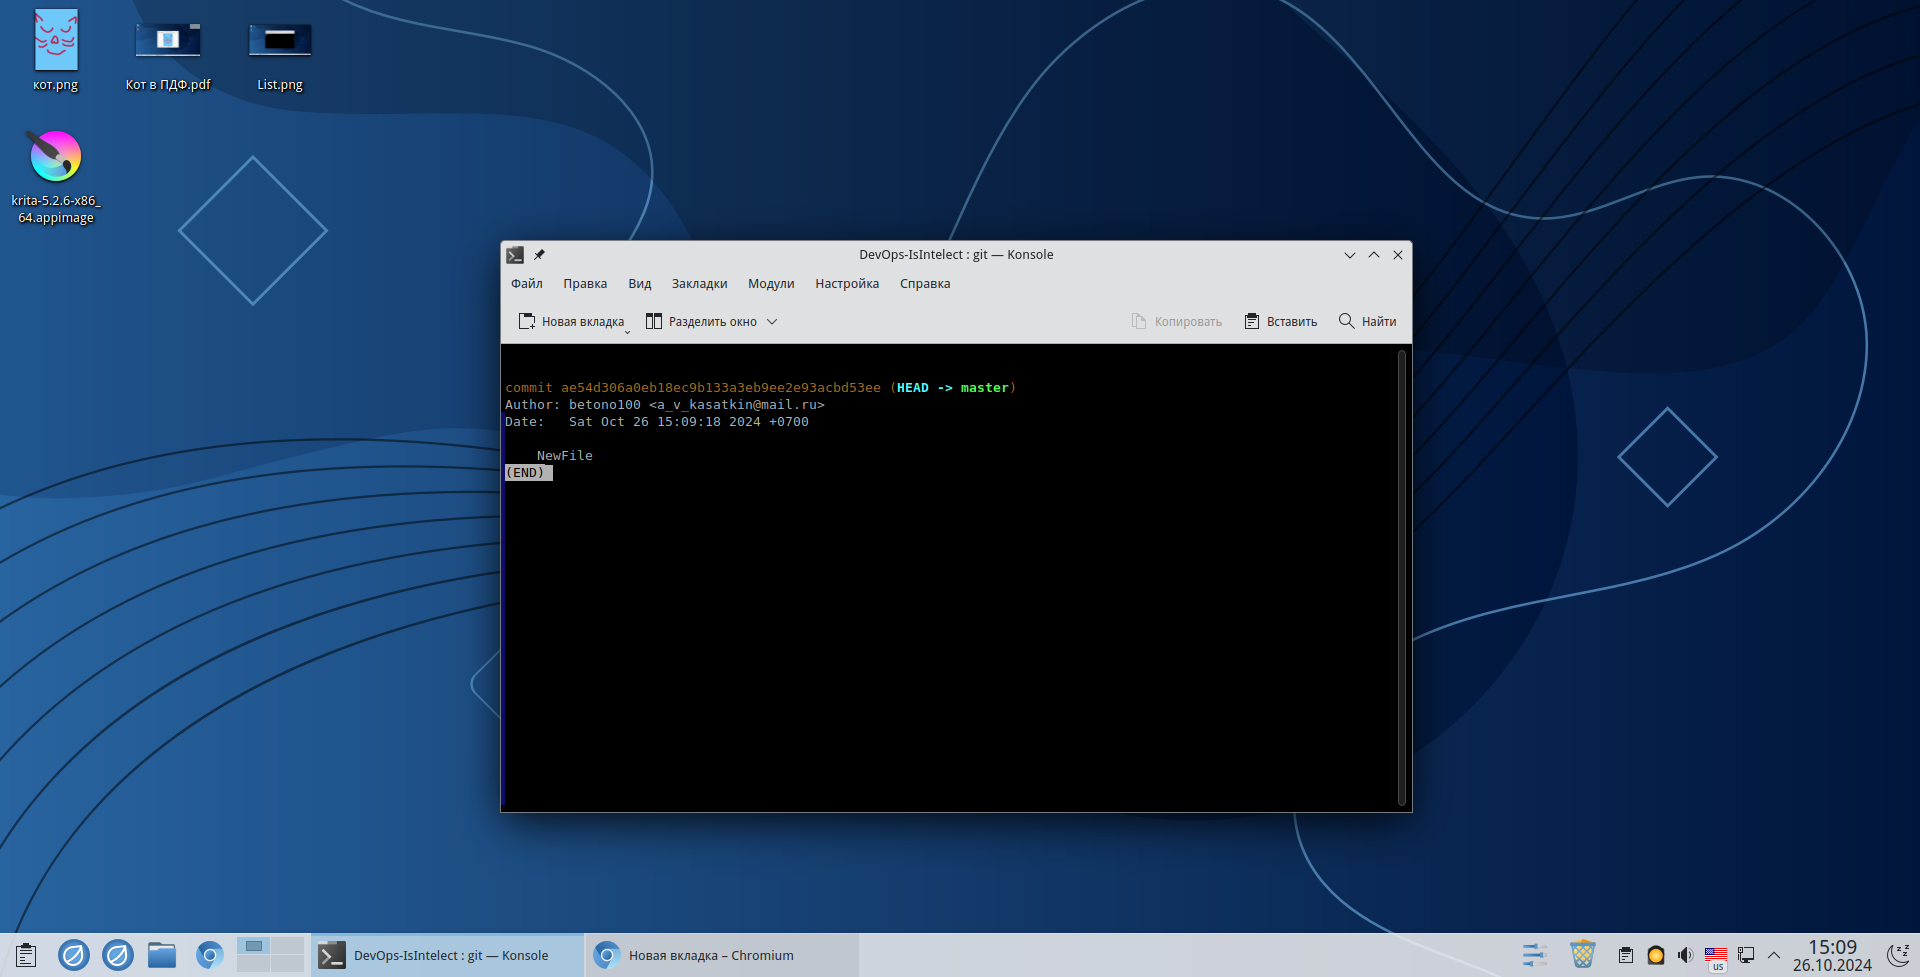 кот.png
Кот в ПДФ.pdf
List.png
krita-5.2.6-x86_
64.appimage
DevOps-IsIntelect : git — Konsole
Файл Правка Вид Закладки Модули Настройка Справка
Новая вкладка Разделить окно Копировать Вставить Найти
commit ae54d306a0eb18ec9b133a3eb9ee2e93acbd53ee (HEAD -> master)
Author: betono100 <a_v_kasatkin@mail.ru>
Date:   Sat Oct 26 15:09:18 2024 +0700
NewFile
(END)
DevOps-IsIntelect : git — Konsole
Новая вкладка – Chromium
us
15:09
26.10.2024